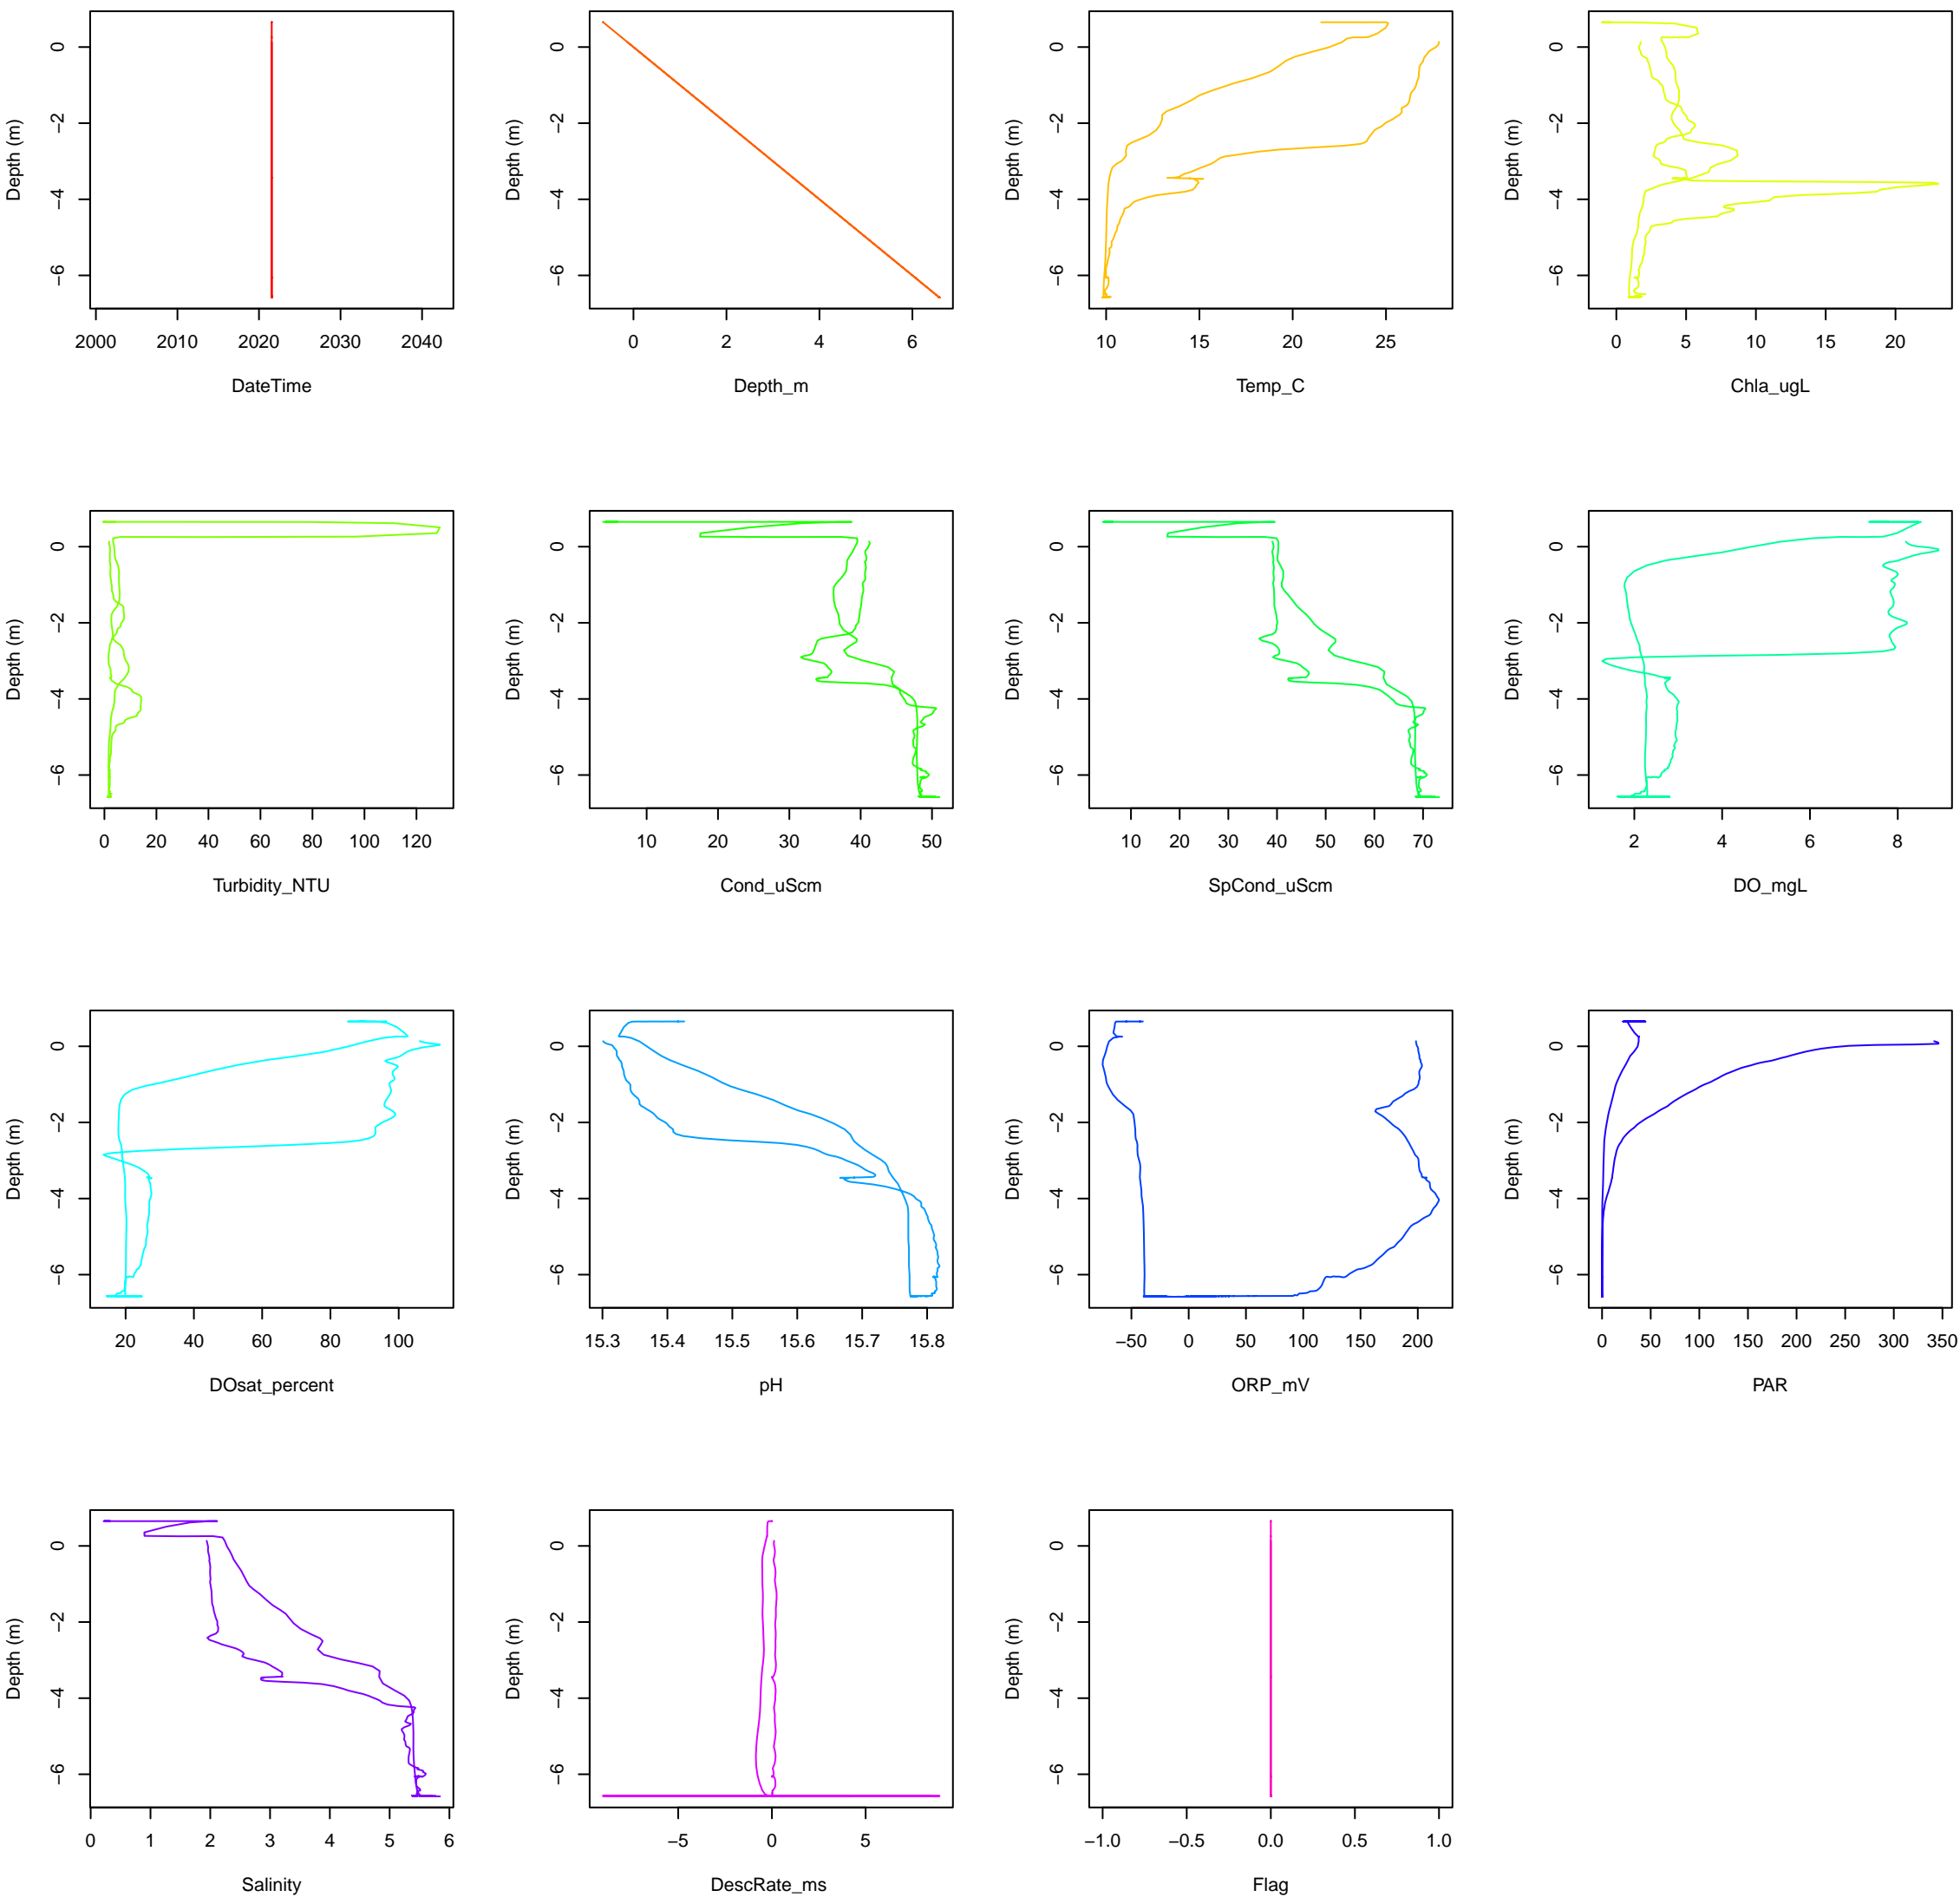 Depth (m)
0
−2
−4
−6
2000 2010 2020 2030 2040
DateTime
Depth (m)
0
−2
−4
−6
0 2 4 6
Depth_m
Depth (m)
0
−2
−4
−6
10 15 20 25
Temp_C
Depth (m)
0
−2
−4
−6
0 5 10 15 20
Chla_ugL
Depth (m)
0
−2
−4
−6
0 20 40 60 80 100 120
Turbidity_NTU
Depth (m)
0
−2
−4
−6
10 20 30 40 50
Cond_uScm
Depth (m)
0
−2
−4
−6
10 20 30 40 50 60 70
SpCond_uScm
Depth (m)
0
−2
−4
−6
2 4 6 8
DO_mgL
Depth (m)
0
−2
−4
−6
20 40 60 80 100
DOsat_percent
Depth (m)
0
−2
−4
−6
15.3 15.4 15.5 15.6 15.7 15.8
pH
Depth (m)
0
−2
−4
−6
−50 0 50 100 150 200
ORP_mV
Depth (m)
0
−2
−4
−6
0 50 100 150 200 250 300 350
PAR
Depth (m)
0
−2
−4
−6
0 1 2 3 4 5 6
Salinity
Depth (m)
0
−2
−4
−6
−5 0 5
DescRate_ms
Depth (m)
0
−2
−4
−6
−1.0 −0.5 0.0 0.5 1.0
Flag